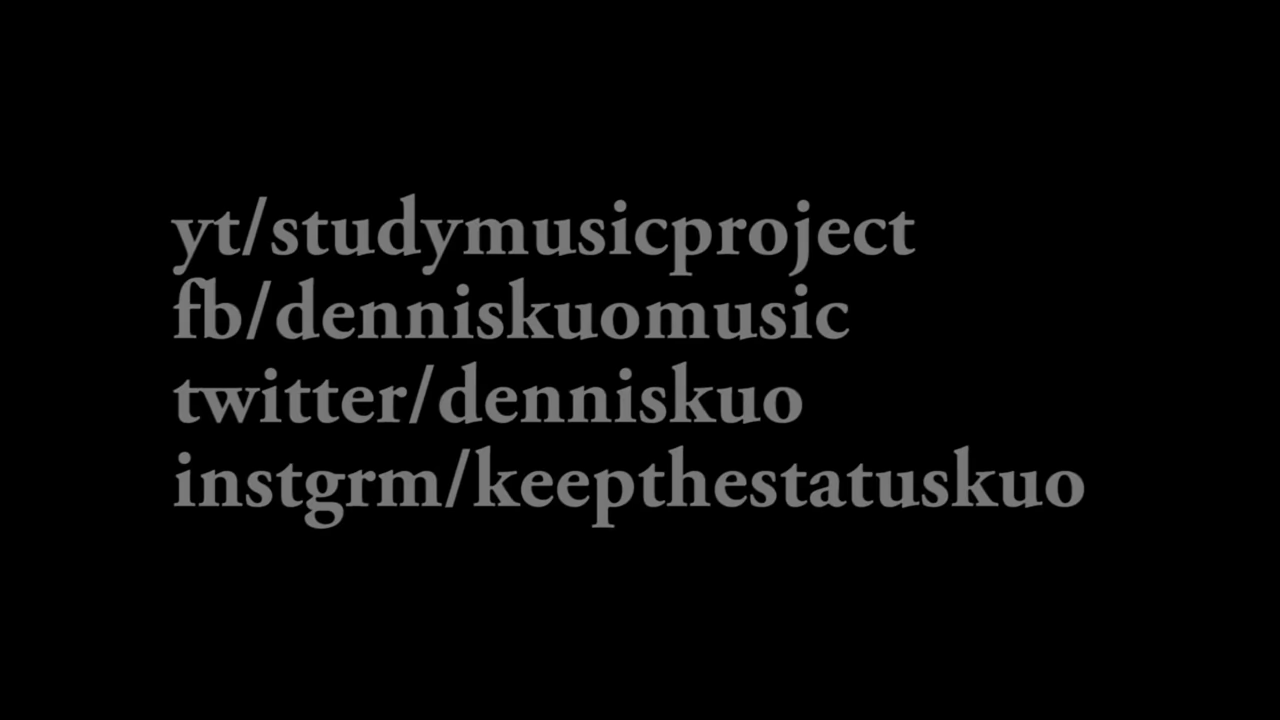 yt/studymusicproject
fb/denniskuomusic
twitter/denniskuo
instgrm/keepthestatuskuo